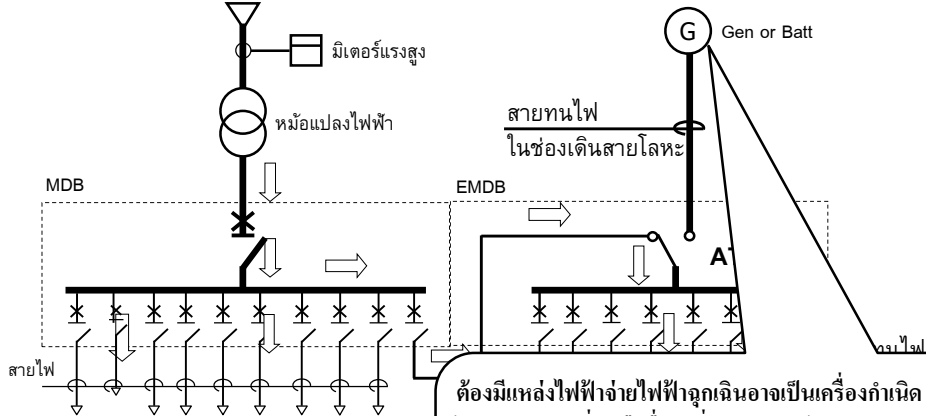 มิเตอร์แรงสูง
G
Gen or Batt
หม้อแปลงไฟฟ้า
สายทนไฟ
ในช่องเดินสายโลหะ
MDB
EMDB
สายไฟ
ต้องมีแหล่งไฟฟ้าจ่ายไฟฟ้าฉุกเฉินอาจเป็นเครื่องกำเนิด